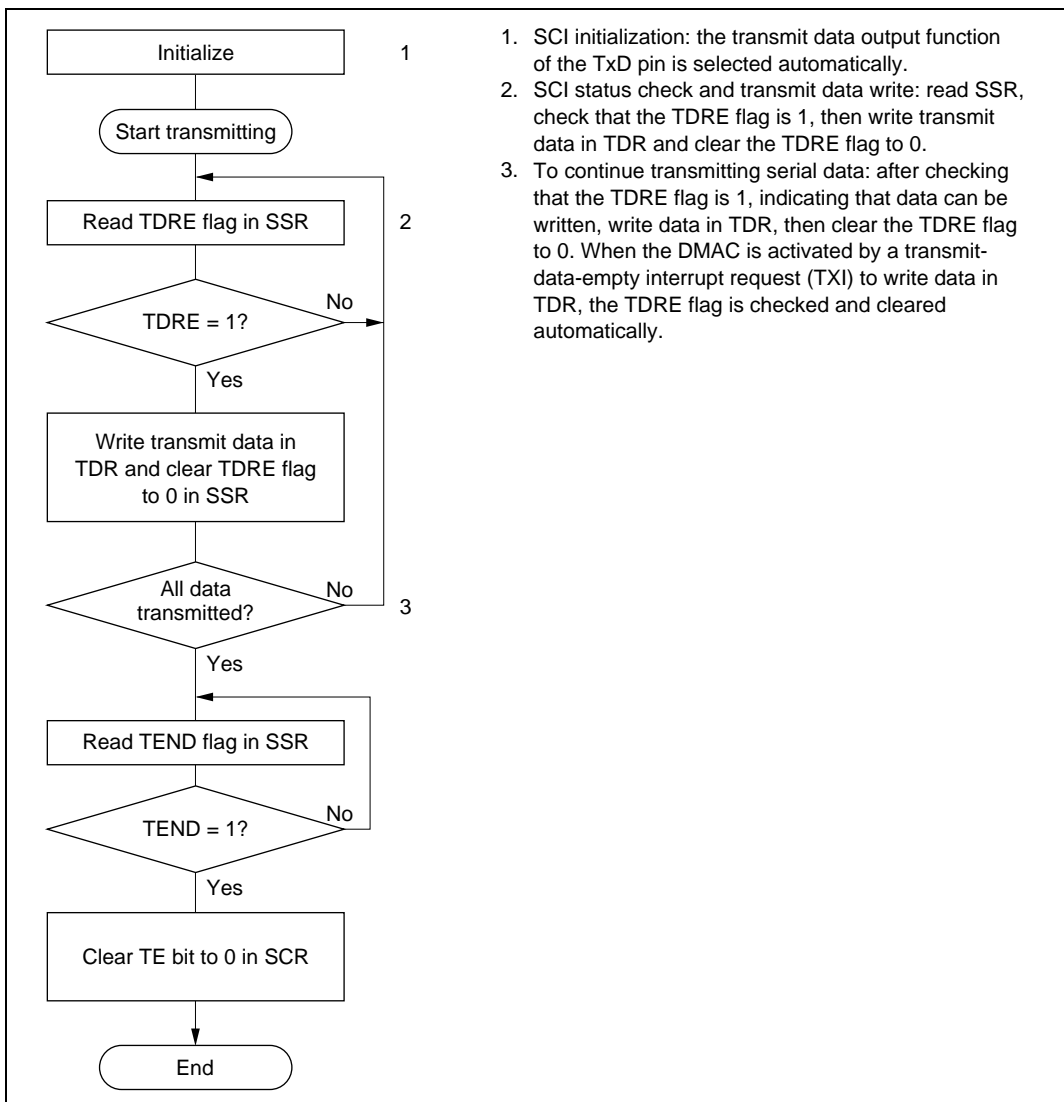 Initialize
1
Start transmitting
Read TDRE flag in SSR
2
TDRE = 1?
No
Yes
Write transmit data in
TDR and clear TDRE flag
to 0 in SSR
All data
transmitted?
No
3
Yes
Read TEND flag in SSR
TEND = 1?
No
Yes
Clear TE bit to 0 in SCR
End
1. SCI initialization: the transmit data output function
of the TxD pin is selected automatically.
2. SCI status check and transmit data write: read SSR,
check that the TDRE flag is 1, then write transmit
data in TDR and clear the TDRE flag to 0.
3. To continue transmitting serial data: after checking
that the TDRE flag is 1, indicating that data can be
written, write data in TDR, then clear the TDRE flag
to 0. When the DMAC is activated by a transmit-
data-empty interrupt request (TXI) to write data in
TDR, the TDRE flag is checked and cleared
automatically.